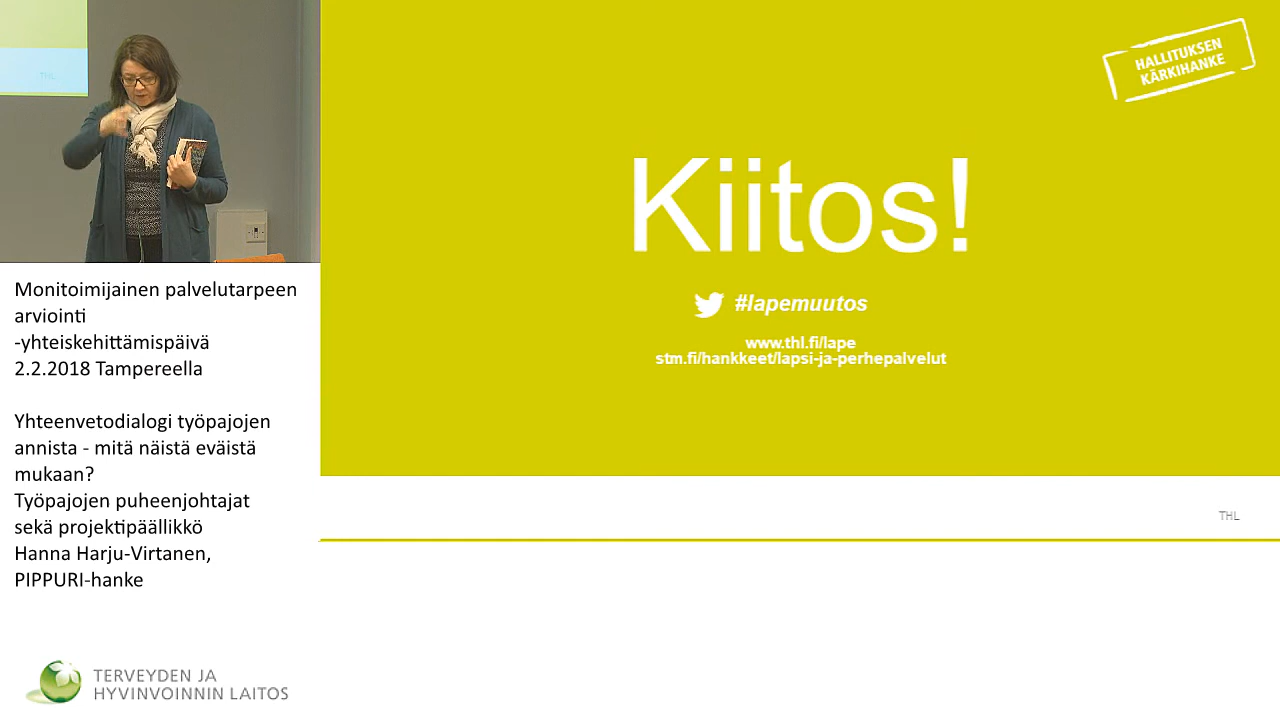 THL
Monitoimijainen palvelutarpeen
arviointi
-yhteiskehittämispäivä
2.2.2018 Tampereella
Yhteenvetodialogi työpajojen
annista - mitä näistä eväistä
mukaan?
Työpajojen puheenjohtajat
sekä projektipäällikkö
Hanna Harju-Virtanen,
PIPPURI-hanke
TERVEYDEN JA
HYVINVOINNIN LAITOS
HALLITUKSEN
KÄRKIHANKE
Kiitos!
#lapemuutos
www.thl.fi/lape
stm.fi/hankkeet/lapsi-ja-perhepalvelut
THL